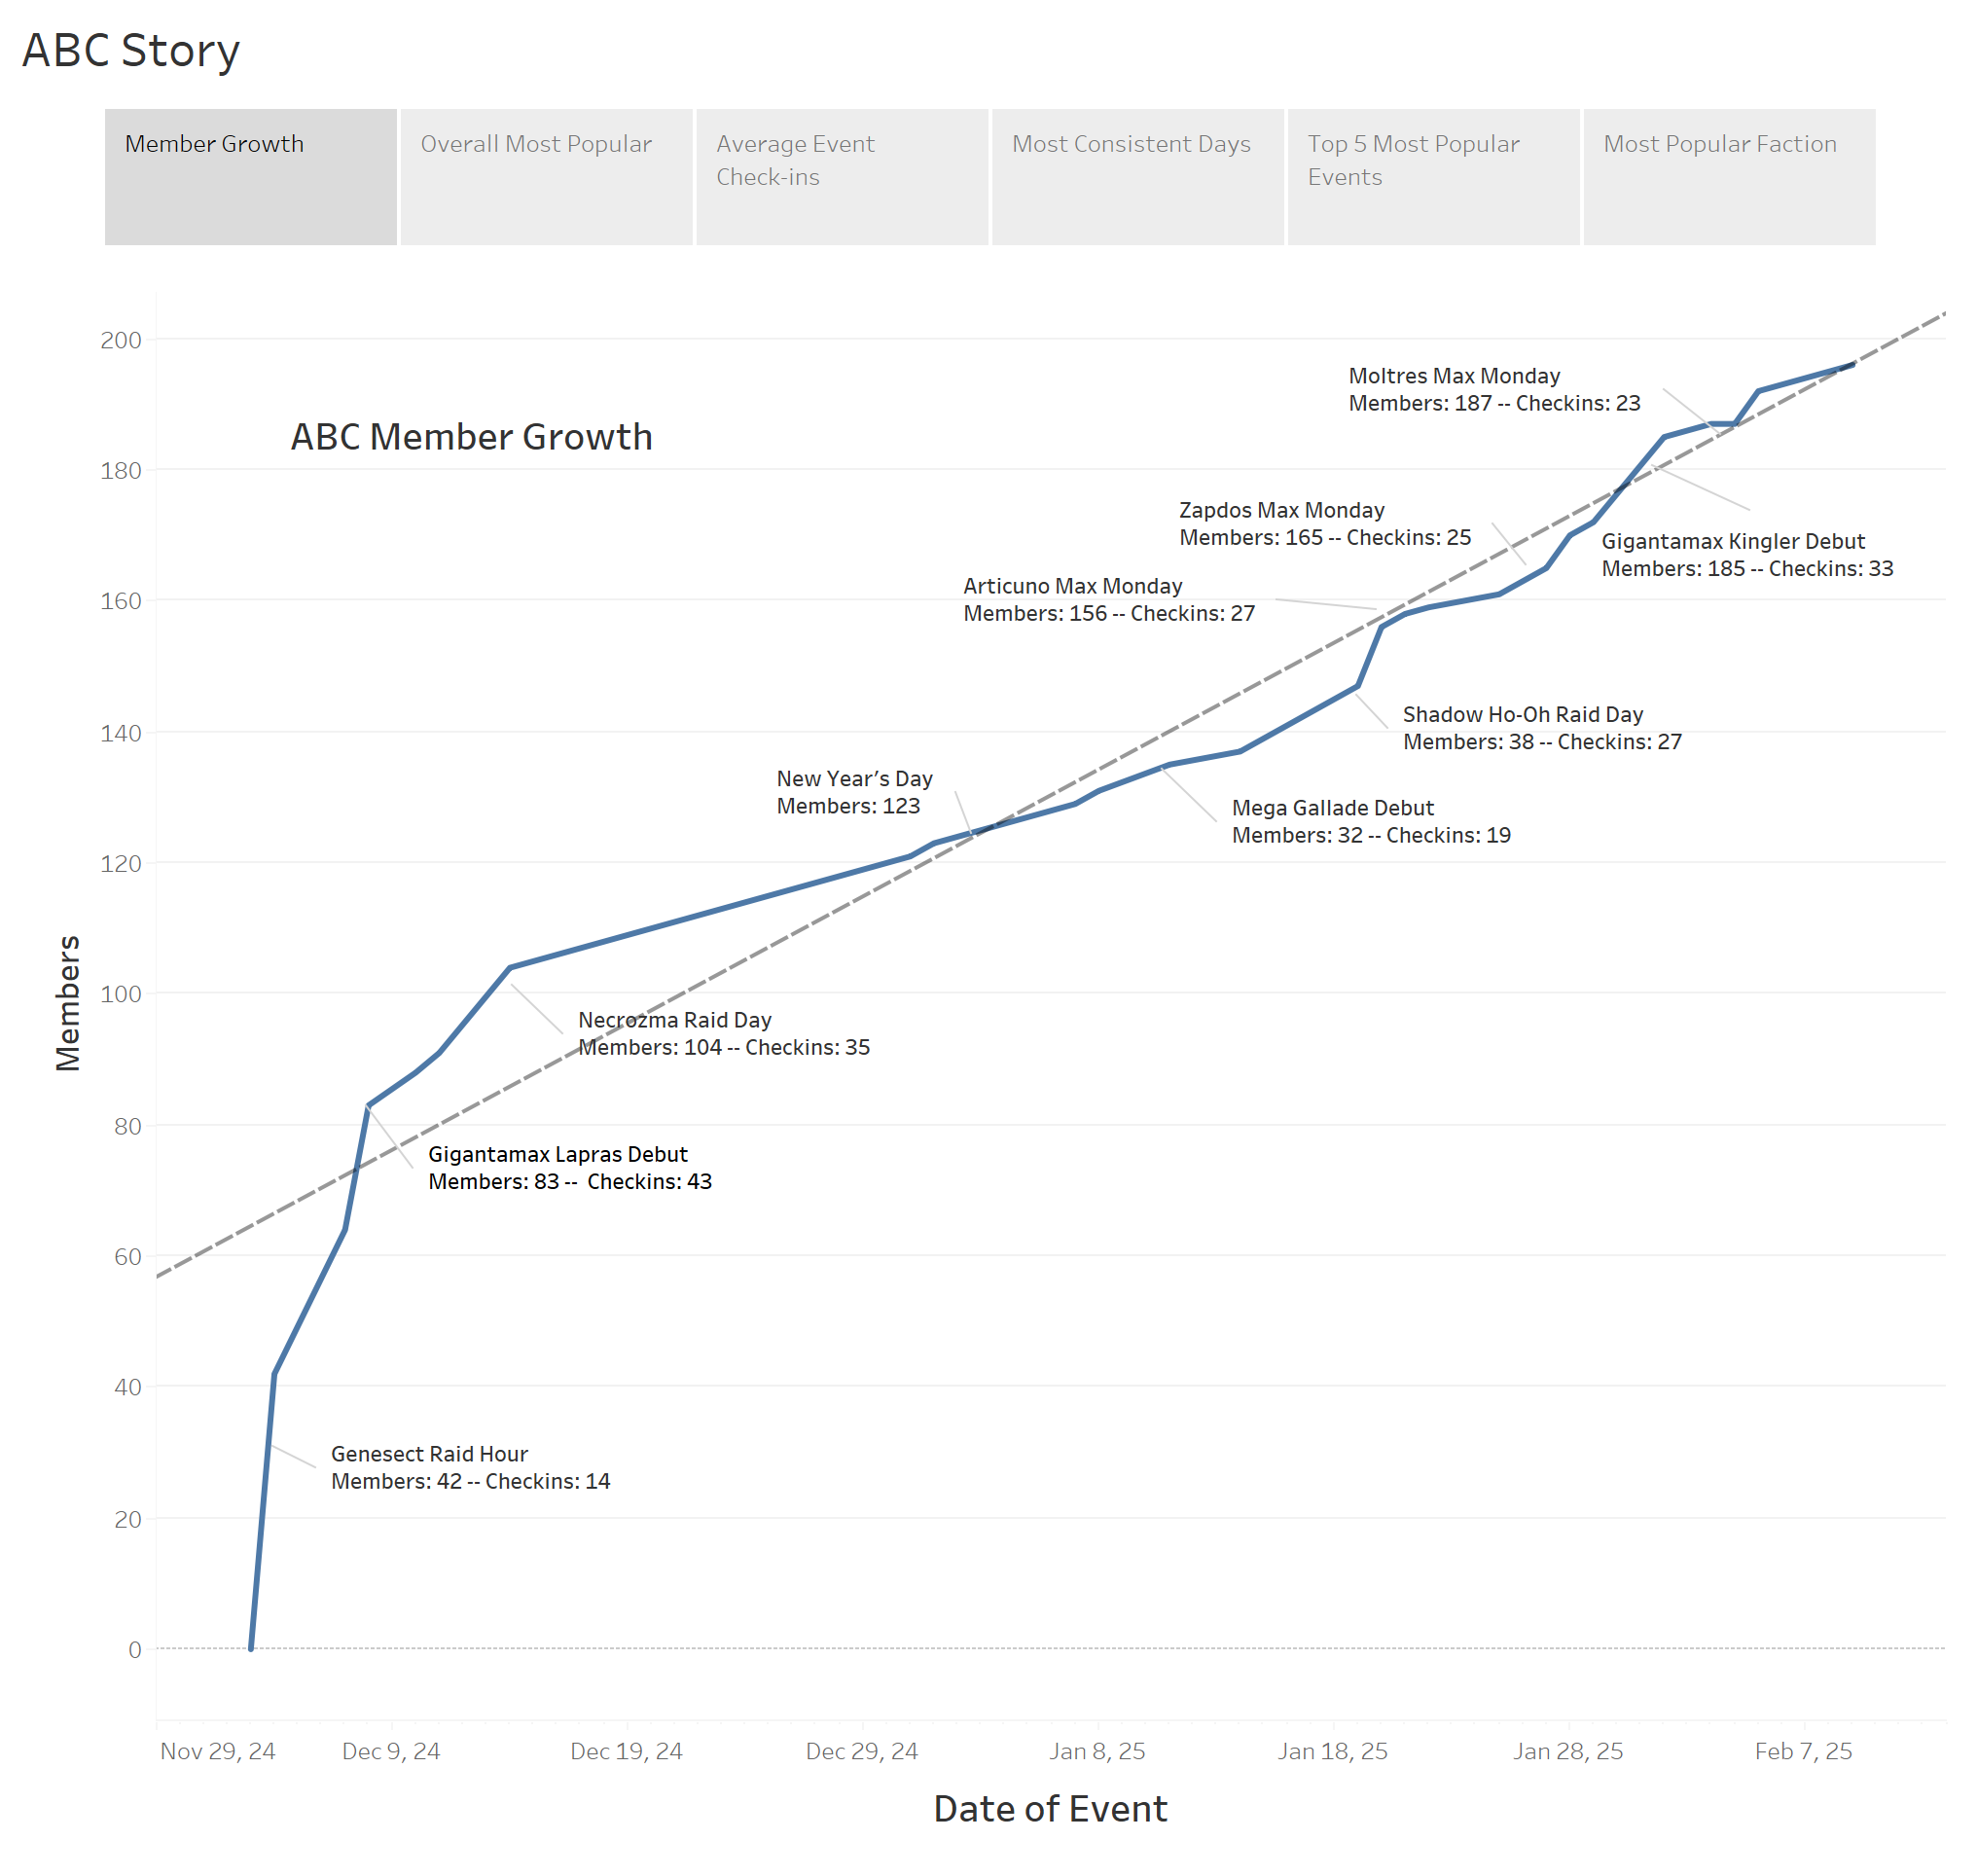 ABC Story
Member Growth
Overall Most Popular
Average Event
Check-ins
Most Consistent Days
Top 5 Most Popular
Events
Most Popular Faction
ABC Member Growth
Members
200
180
160
140
120
100
80
60
40
20
0
Moltres Max Monday
Members: 187 -- Checkins: 23
Zapdos Max Monday
Members: 165 -- Checkins: 25
Gigantamax Kingler Debut
Members: 185 -- Checkins: 33
Articuno Max Monday
Members: 156 -- Checkins: 27
Shadow Ho-Oh Raid Day
Members: 38 -- Checkins: 27
New Year’s Day
Members: 123
Mega Gallade Debut
Members: 32 -- Checkins: 19
Necrozma Raid Day
Members: 104 -- Checkins: 35
Gigantamax Lapras Debut
Members: 83 --  Checkins: 43
Genesect Raid Hour
Members: 42 -- Checkins: 14
Nov 29, 24
Dec 9, 24
Dec 19, 24
Dec 29, 24
Jan 8, 25
Jan 18, 25
Jan 28, 25
Feb 7, 25
Date of Event